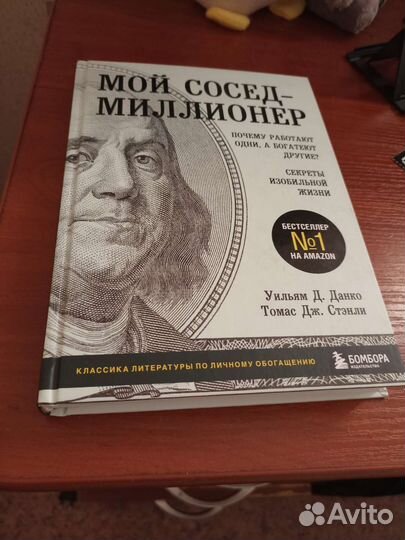 МОЙ СОСЕД–
МИЛЛИОНЕР
ПОЧЕМУ РАБОТАЮТ
ОДНИ, А БОГАТЕЮТ
ДРУГИЕ?
СЕКРЕТЫ
ИЗОБИЛЬНОЙ
ЖИЗНИ
БЕСТСЕЛЛЕР
№1
НА AMAZON
Уильям Д. Данко
Томас Дж. Стэнли
КЛАССИКА ЛИТЕРАТУРЫ ПО ЛИЧНОМУ ОБОГАЩЕНИЮ
БОМБОРА
ИЗДАТЕЛЬСТВО
Avito